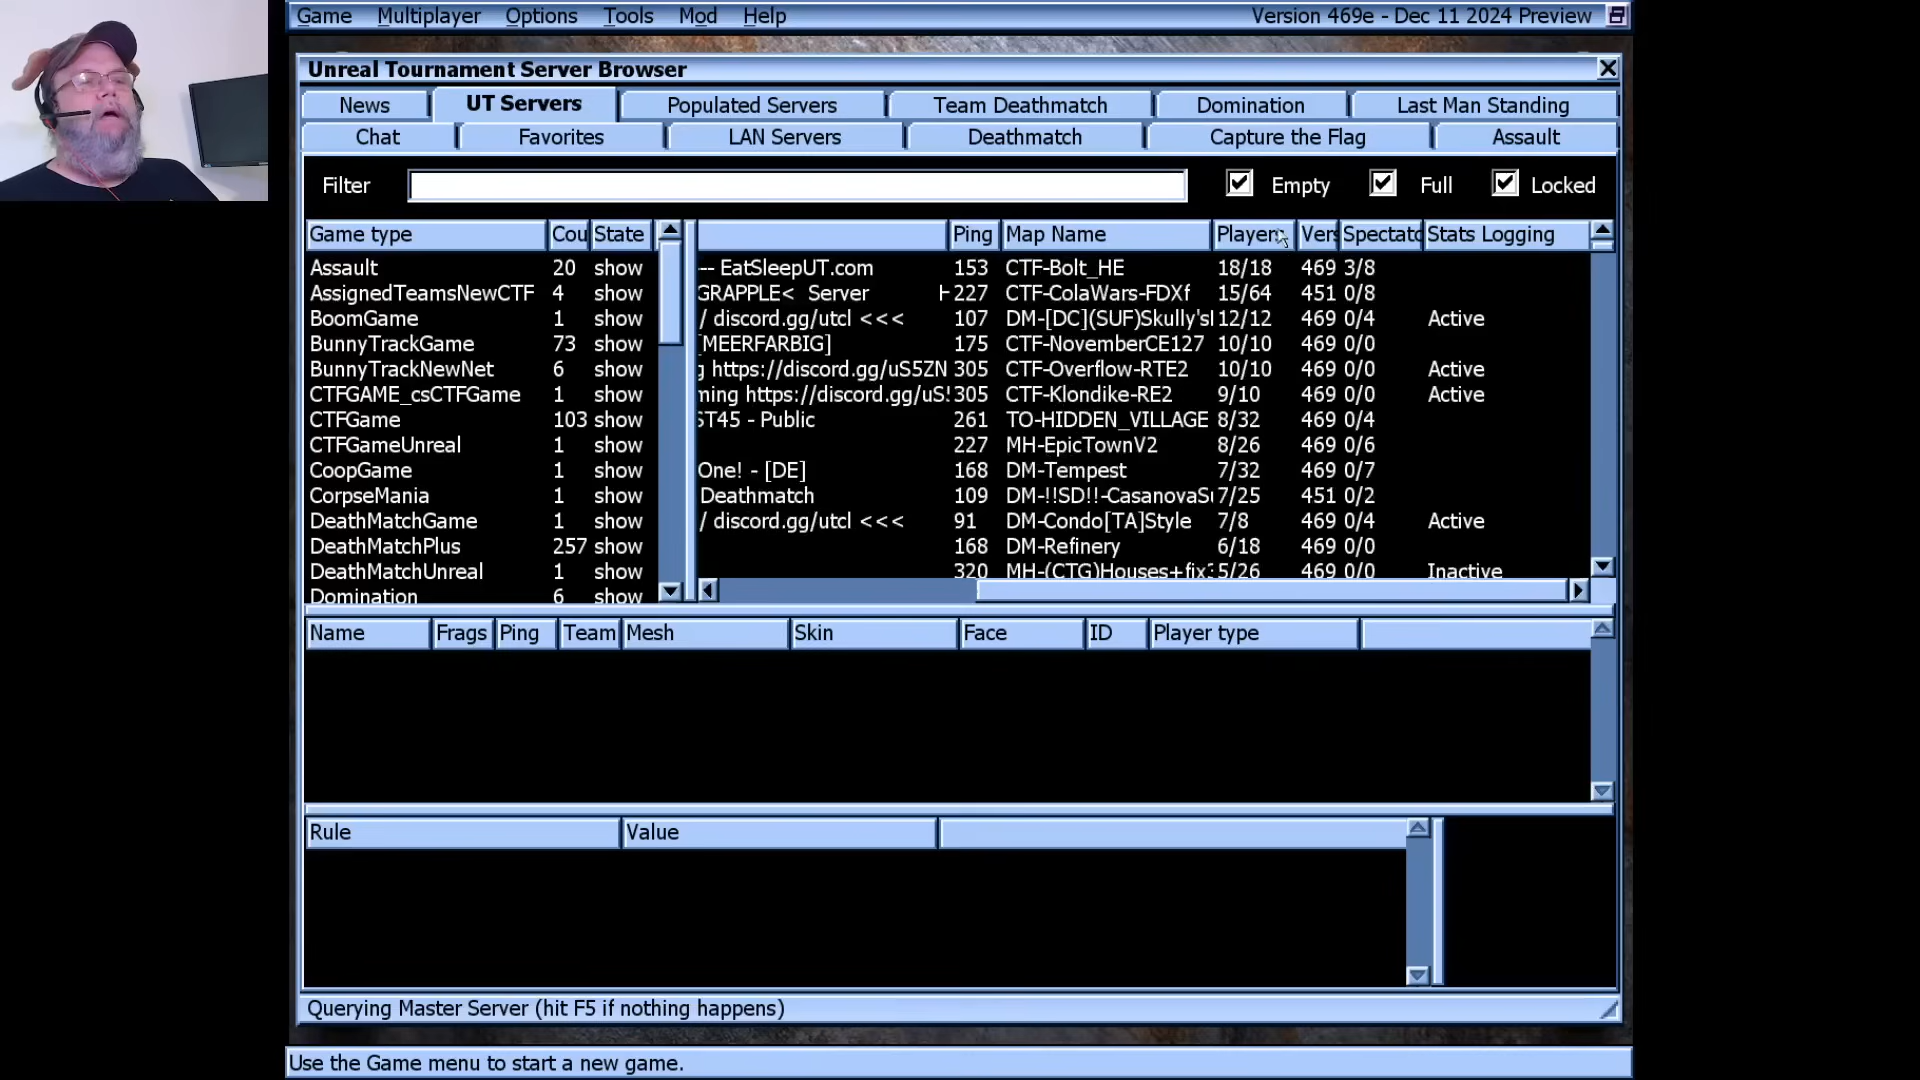 Game Multiplayer Options Tools Mod Help Version 469e - Dec 11 2024 Preview
Unreal Tournament Server Browser
News UT Servers Populated Servers Team Deathmatch Domination Last Man Standing
Chat Favorites LAN Servers Deathmatch Capture the Flag Assault
Filter Empty Full Locked
Game type Cou State Ping Map Name Players Vers Spectato Stats Logging
Assault 20 show -- EatSleepUT.com 153 CTF-Bolt_HE 18/18 469 3/8
AssignedTeamsNewCTF 4 show GRAPPLE< Server 227 CTF-ColaWars-FDXf 15/64 451 0/8
BoomGame 1 show / discord.gg/utcl <<< 107 DM-[DC](SUF)Skully's 12/12 469 0/4 Active
BunnyTrackGame 73 show [MEERFARBIG] 175 CTF-NovemberCE127 10/10 469 0/0
BunnyTrackNewNet 6 show g https://discord.gg/uS5ZN 305 CTF-Overflow-RTE2 10/10 469 0/0 Active
CTFGAME_csCTFGame 1 show ming https://discord.gg/uS! 305 CTF-Klondike-RE2 9/10 469 0/0 Active
CTFGame 103 show ST45 - Public 261 TO-HIDDEN_VILLAGE 8/32 469 0/4
CTFGameUnreal 1 show 227 MH-EpicTownV2 8/26 469 0/6
CoopGame 1 show One! - [DE] 168 DM-Tempest 7/32 469 0/7
CorpseMania 1 show Deathmatch 109 DM-!!SD!!-CasanovaSu 7/25 451 0/2
DeathMatchGame 1 show / discord.gg/utcl <<< 91 DM-Condo[TA]Style 7/8 469 0/4 Active
DeathMatchPlus 257 show 168 DM-Refinery 6/18 469 0/0
DeathMatchUnreal 1 show 320 MH-(CTG)Houses+fix3 5/26 469 0/0 Inactive
Domination 6 show
Name Frags Ping Team Mesh Skin Face ID Player type
Rule Value
Querying Master Server (hit F5 if nothing happens)
Use the Game menu to start a new game.